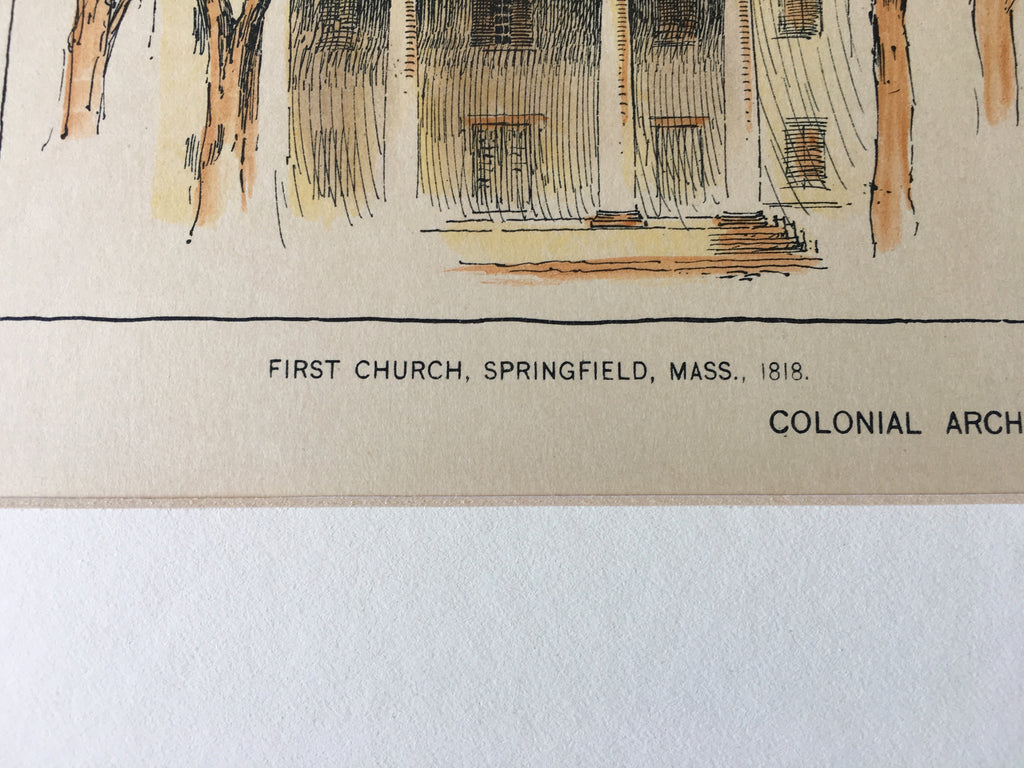 FIRST CHURCH, SPRINGFIELD, MASS., 1818.
COLONIAL ARCH